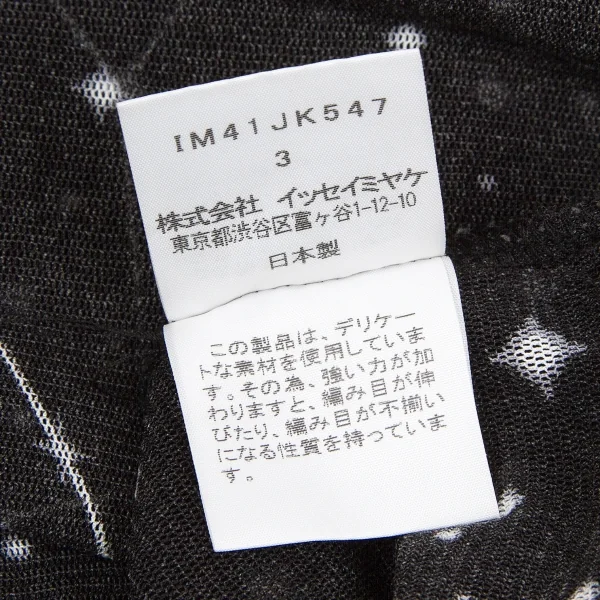 IM41JK547
3
株式会社 イッセイミヤケ
東京都渋谷区富ヶ谷1-12-10
日本製
この製品は、デリケー
トな素材を使用していま
す。その為、強い力が加
わりますと、編み目が伸
びたり、編み目が不揃い
になる性質を持っていま
す。